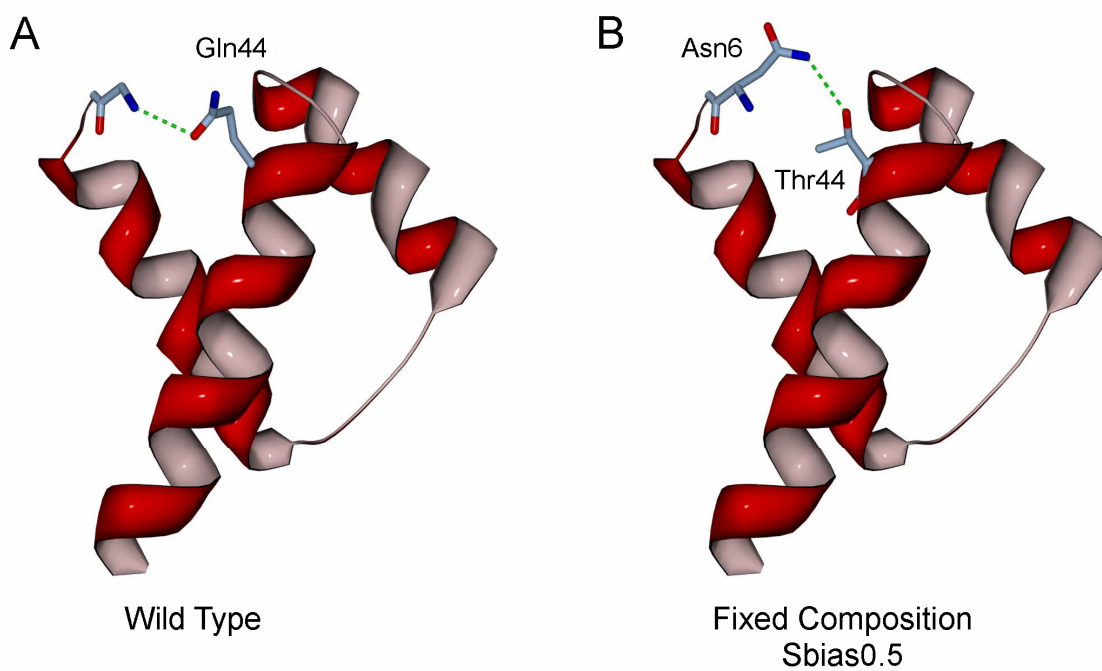 A
Gln44
Wild Type
B
Asn6
Thr44
Fixed Composition
Sbias0.5